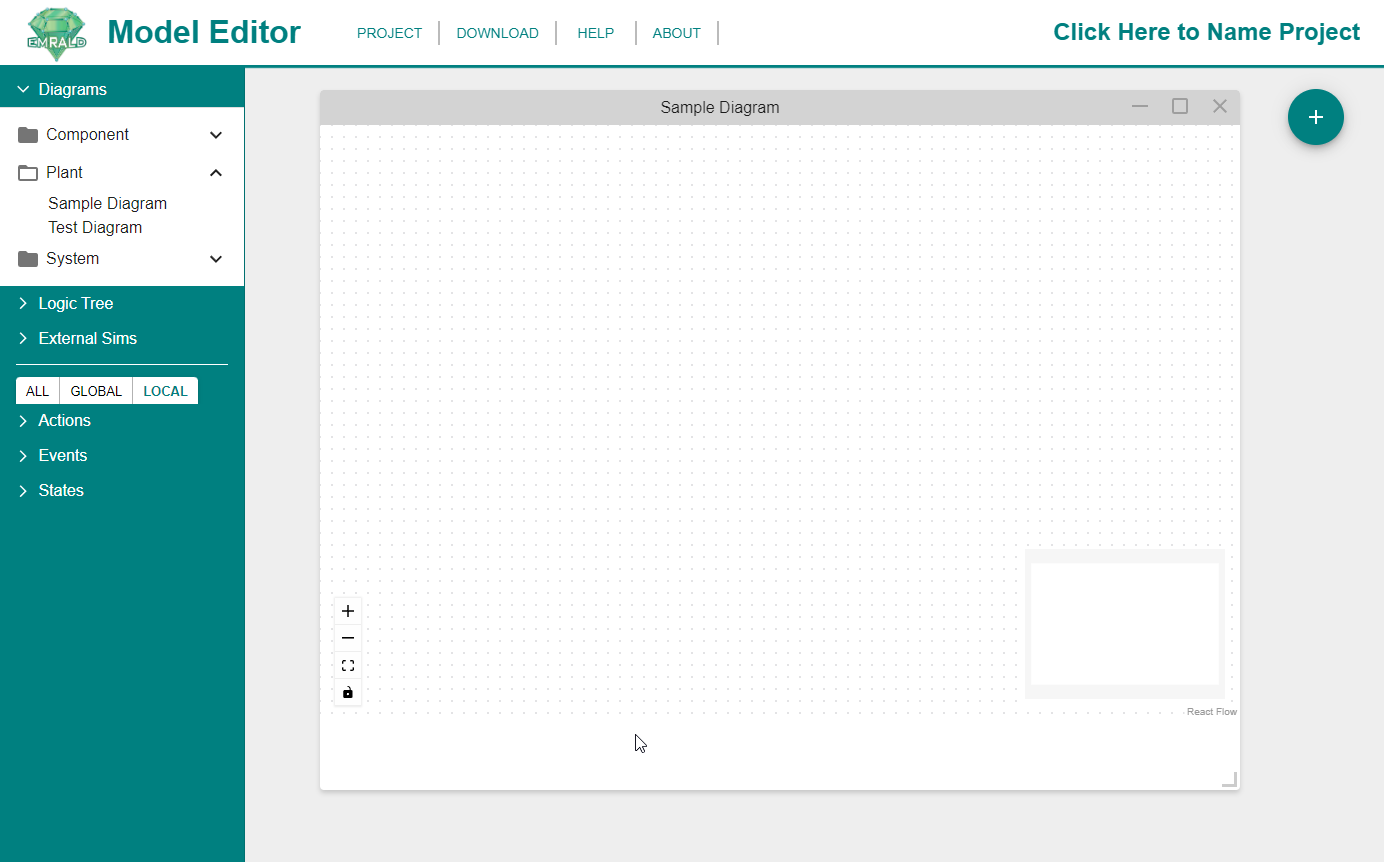 EMRALD
Model Editor
PROJECT
DOWNLOAD
HELP
ABOUT
Click Here to Name Project
Diagrams
Component
Plant
Sample Diagram
Test Diagram
System
Logic Tree
External Sims
ALL
GLOBAL
LOCAL
Actions
Events
States
Sample Diagram
React Flow